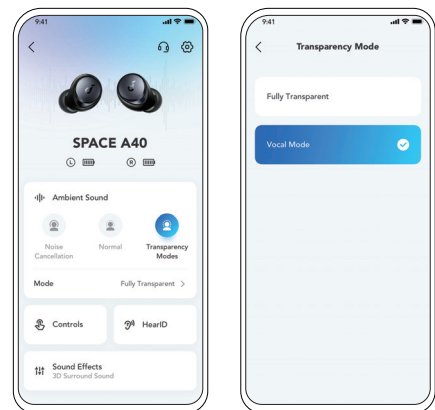 9:41
SPACE A40
L
R
Ambient Sound
Noise
Cancellation
Normal
Transparency
Modes
Mode
Fully Transparent >
Controls
HearID
Sound Effects
3D Surround Sound
9:41
Transparency Mode
Fully Transparent
Vocal Mode